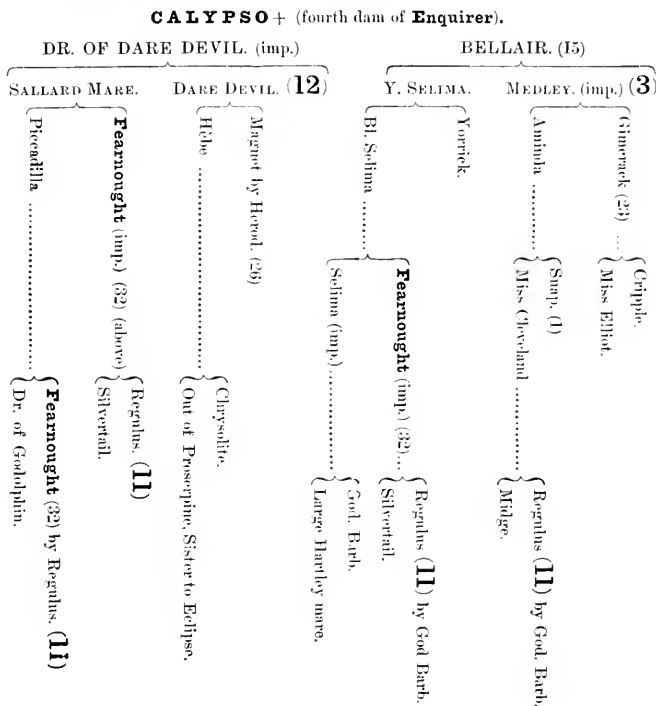 CALYPSO+ (fourth dam of Enquirer).
DR. OF DARE DEVIL. (imp.)
BELLAIR. (15)
SALLARD MARE.
DARE DEVIL. (12)
Y. SELIMA.
MEDLEY. (imp.) (3)
Piccadilla
Fearnought (imp.) (32) (above)
Hèbe
Magnet by Herod. (26)
Bl. Selima
Yorrick.
Aminda
Gimcrack (23)
Selima (imp.)
Fearnought (imp.) (32)
Miss Cleveland
Snap. (1)
Miss Elliot.
Cripple.
Dr. of Godolphin.
Fearnought (32) by Regulus. (11)
Silvertail.
Regulus. (11)
Out of Proserpine, Sister to Eclipse.
Chrysolite.
Large Hartley mare.
God. Barb.
Silvertail.
Regulus (11) by God Barb.
Midge.
Regulus (11) by God. Barb.